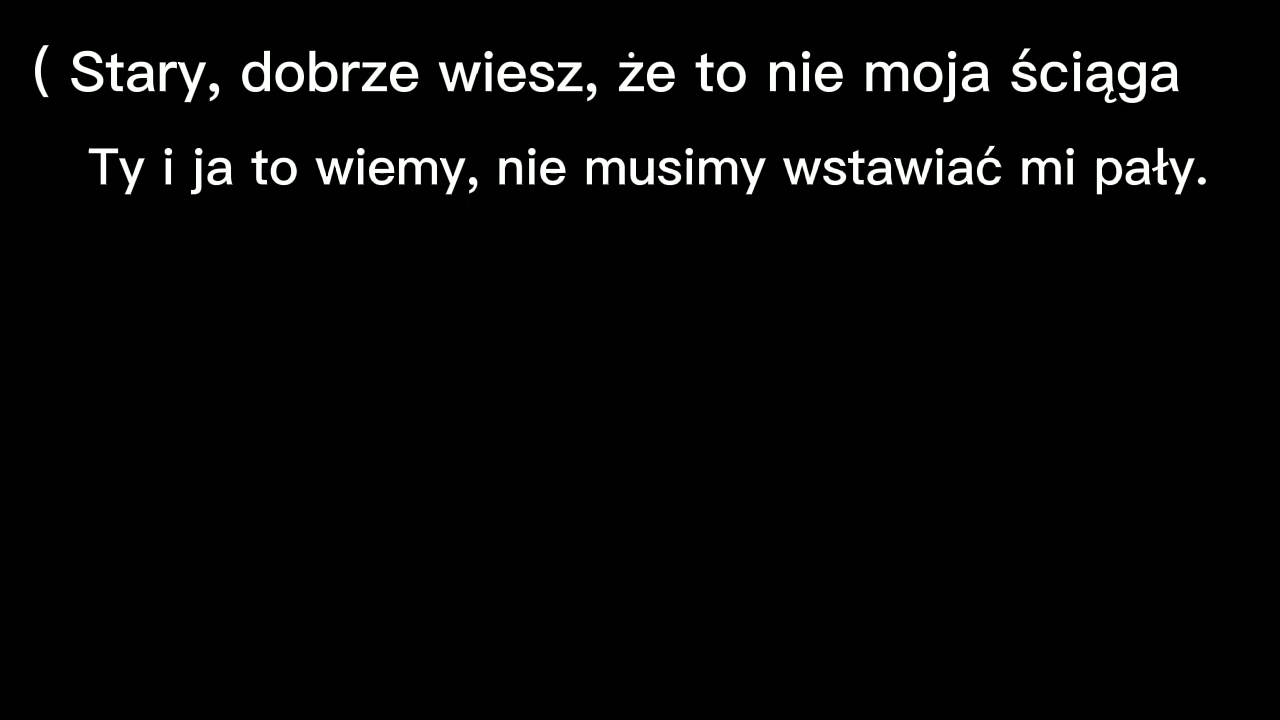 ( Stary, dobrze wiesz, że to nie moja ściąga
Ty i ja to wiemy, nie musimy wstawiać mi pały.